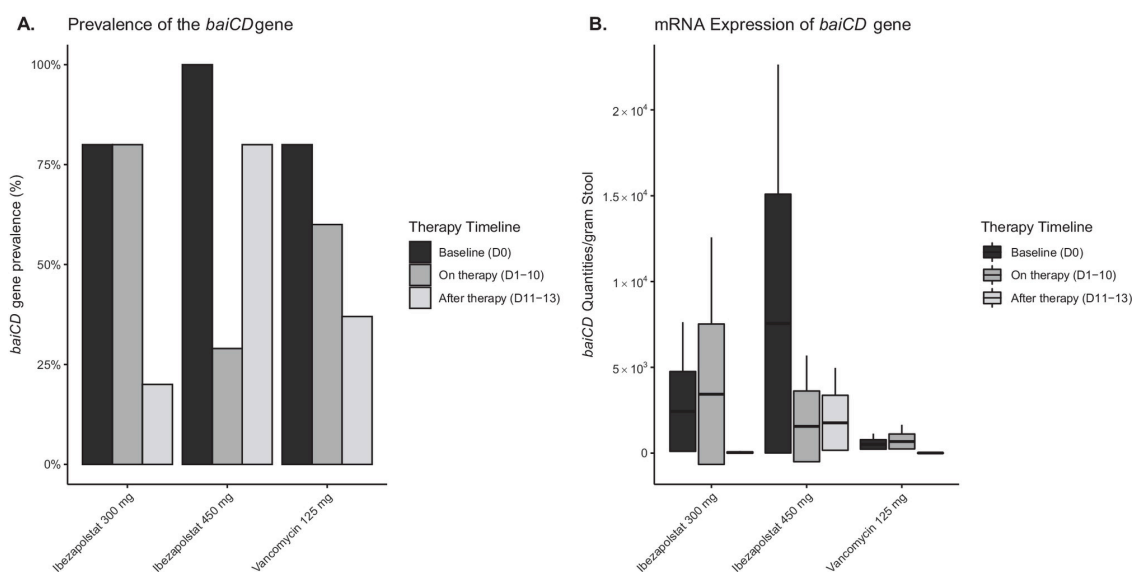 A. Prevalence of the baiCD gene
100%
75%
50%
25%
0%
baiCD gene prevalence (%)
Ibezapolstat 300 mg
Ibezapolstat 450 mg
Vancomycin 125 mg
Therapy Timeline
Baseline (D0)
On therapy (D1−10)
After therapy (D11−13)
B. mRNA Expression of baiCD gene
2 × 10⁴
1.5 × 10⁴
1 × 10⁴
5 × 10³
0
baiCD Quantities/gram Stool
Ibezapolstat 300 mg
Ibezapolstat 450 mg
Vancomycin 125 mg
Therapy Timeline
Baseline (D0)
On therapy (D1−10)
After therapy (D11−13)